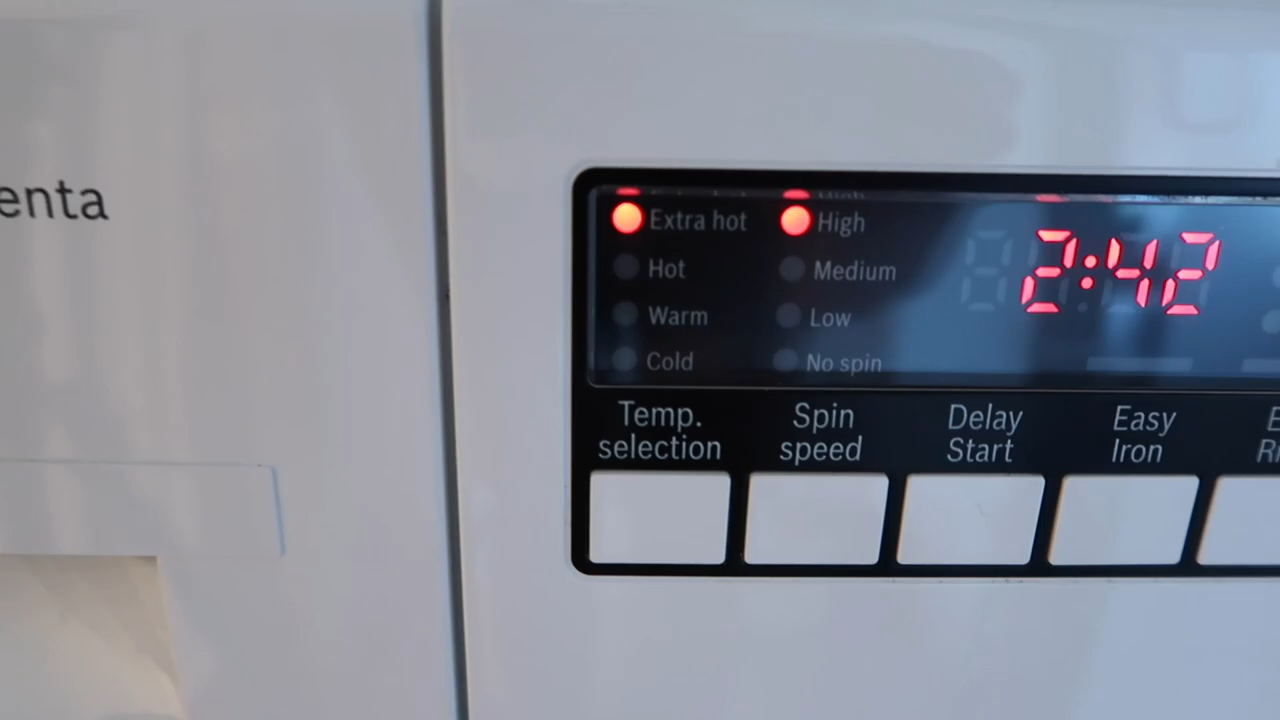 enta
Extra hot High
2:42
Hot Medium
Warm Low
Cold No spin
Temp. selection
Spin speed
Delay Start
Easy Iron